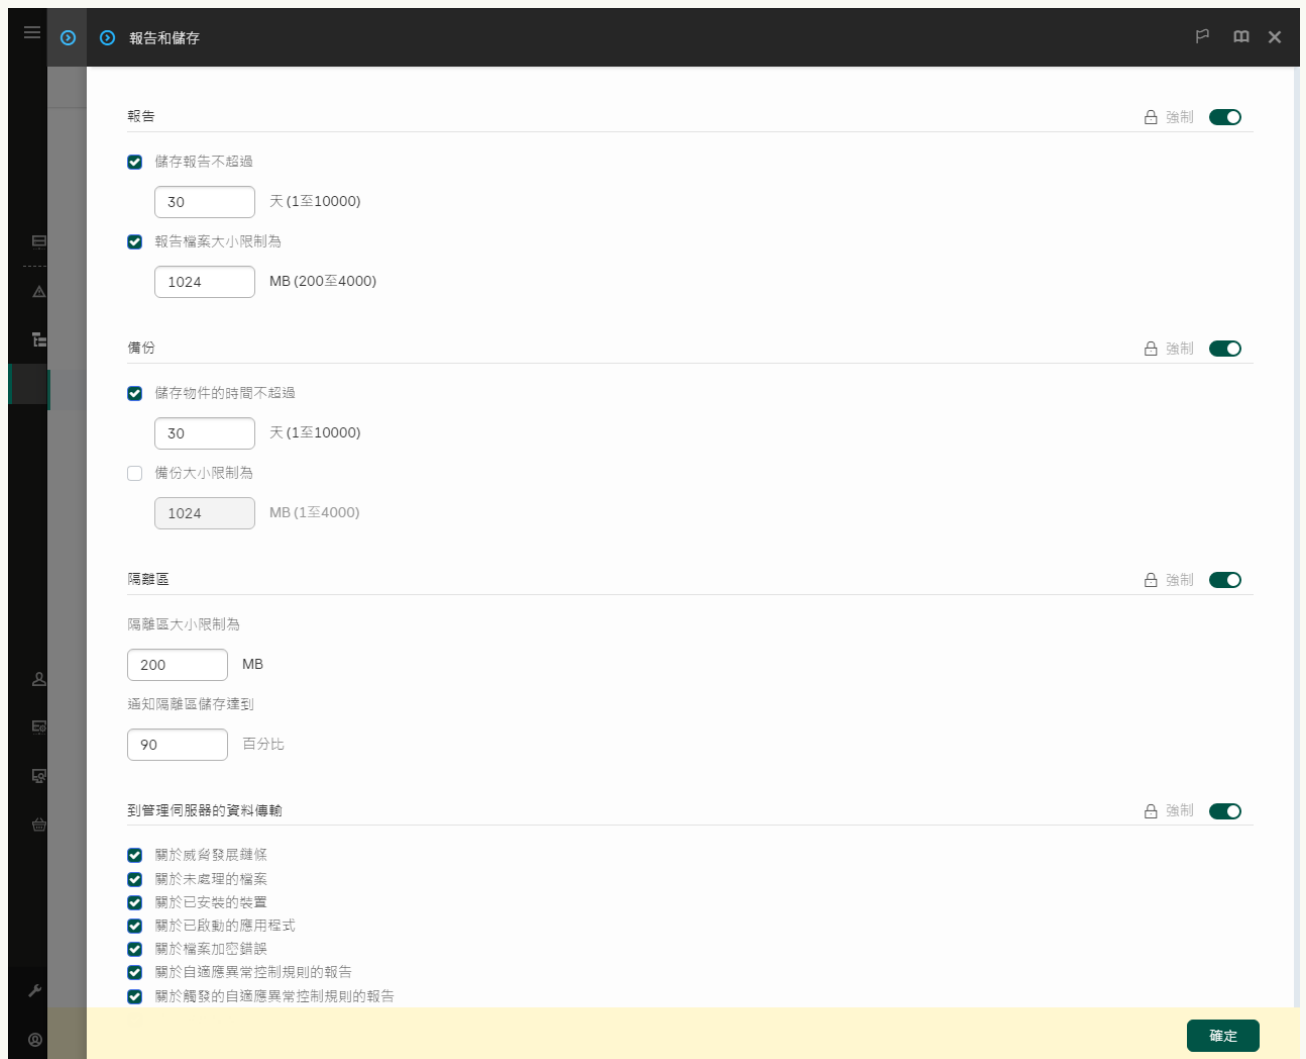 報告和儲存
報告
強制
儲存報告不超過
30
天 (1至10000)
報告檔案大小限制為
1024
MB (200至4000)
備份
強制
儲存物件的時間不超過
30
天 (1至10000)
備份大小限制為
1024
MB (1至4000)
隔離區
強制
隔離區大小限制為
200
MB
通知隔離區儲存達到
90
百分比
到管理伺服器的資料傳輸
強制
關於威脅發展鏈條
關於未處理的檔案
關於已安裝的裝置
關於已啟動的應用程式
關於檔案加密錯誤
關於自適應異常控制規則的報告
關於觸發的自適應異常控制規則的報告
確定